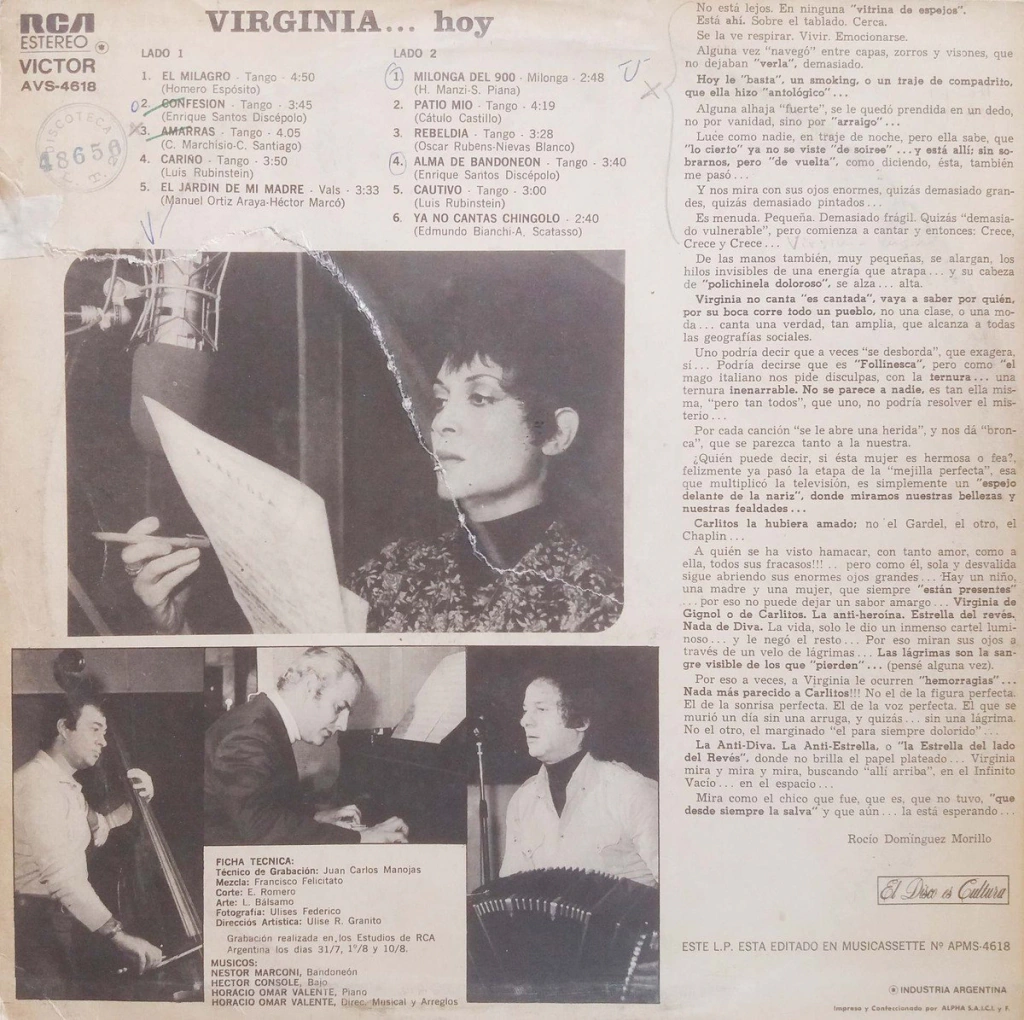 RCA
ESTEREO
VICTOR
AVS-4618
VIRGINIA... hoy
LADO 1
1. EL MILAGRO - Tango - 4:50
(Homero Espósito)
2. CONFESION - Tango - 3:45
(Enrique Santos Discépolo)
3. AMARRAS - Tango - 4.05
(C. Marchisio-C. Santiago)
4. CARIÑO - Tango - 3:50
(Luis Rubinstein)
5. EL JARDIN DE MI MADRE - Vals - 3:33
(Manuel Ortiz Araya-Héctor Marcó)
LADO 2
1. MILONGA DEL 900 - Milonga - 2:48
(H. Manzi-S. Piana)
2. PATIO MIO - Tango - 4:19
(Cátulo Castillo)
3. REBELDIA - Tango - 3:28
(Oscar Rubens-Nievas Blanco)
4. ALMA DE BANDONEON - Tango - 3:40
(Enrique Santos Discépolo)
5. CAUTIVO - Tango - 3:00
(Luis Rubinstein)
6. YA NO CANTAS CHINGOLO - 2:40
(Edmundo Bianchi-A. Scatasso)
DISCOTECA
48658
No está lejos. En ninguna "vitrina de espejos".
Está ahí. Sobre el tablado. Cerca.
Se la ve respirar. Vivir. Emocionarse.
Alguna vez "navegó" entre capas, zorros y visones, que
no dejaban "verla", demasiado.
Hoy le "basta", un smoking, o un traje de compadrito,
que ella hizo "antológico"...
Alguna alhaja "fuerte", se le quedó prendida en un dedo,
no por vanidad, sino por "arraigo"...
Luce como nadie, en traje de noche, pero ella sabe, que
"lo cierto" ya no se viste "de soiree" ...y está allí; sin so-
brarnos, pero "de vuelta", como diciendo, ésta, también
me pasó...
Y nos mira con sus ojos enormes, quizás demasiado gran-
des, quizás demasiado pintados...
Es menuda. Pequeña. Demasiado frágil. Quizás "demasia-
do vulnerable", pero comienza a cantar y entonces: Crece,
Crece y Crece...
De las manos también, muy pequeñas, se alargan, los
hilos invisibles de una energía que atrapa... y su cabeza
de "polichinela doloroso", se alza... alta.
Virginia no canta "es cantada", vaya a saber por quién,
por su boca corre todo un pueblo, no una clase, o una mo-
da... canta una verdad, tan amplia, que alcanza a todas
las geografías sociales.
Uno podría decir que a veces "se desborda", que exagera,
sí... Podría decirse que es "Follinesca", pero como "el
mago italiano nos pide disculpas, con la ternura... una
ternura inenarrable. No se parece a nadie, es tan ella mis-
ma, "pero tan todos", que uno, no podría resolver el mis-
terio...
Por cada canción "se le abre una herida", y nos dá "bron-
ca", que se parezca tanto a la nuestra.
¿Quién puede decir, si ésta mujer es hermosa o fea?,
felizmente ya pasó la etapa de la "mejilla perfecta", esa
que multiplicó la televisión, es simplemente un "espejo
delante de la nariz", donde miramos nuestras bellezas y
nuestras fealdades...
Carlitos la hubiera amado; no el Gardel, el otro, el
Chaplin...
A quién se ha visto hamacar, con tanto amor, como a
ella, todos sus fracasos!!! .. pero como él, sola y desvalida
sigue abriendo sus enormes ojos grandes... Hay un niño,
una madre y una mujer, que siempre "están presentes"
...por eso no puede dejar un sabor amargo... Virginia de
Gignol o de Carlitos. La anti-heroína. Estrella del revés.
Nada de Diva. La vida, solo le dio un inmenso cartel lumi-
noso... y le negó el resto... Por eso miran sus ojos a
través de un velo de lágrimas... Las lágrimas son la san-
gre visible de los que "pierden"... (pensé alguna vez).
Por eso a veces, a Virginia le ocurren "hemorragias"...
Nada más parecido a Carlitos!!! No el de la figura perfecta.
El de la sonrisa perfecta. El de la voz perfecta. El que se
murió un día sin una arruga, y quizás... sin una lágrima.
No el otro, el marginado "el para siempre dolorido"...
La Anti-Diva. La Anti-Estrella, o "la Estrella del lado
del Revés", donde no brilla el papel plateado... Virginia
mira y mira y mira, buscando "allí arriba", en el Infinito
Vacío... en el espacio...
Mira como el chico que fue, que es, que no tuvo, "que
desde siempre la salva" y que aún... la está esperando...
Rocío Domínguez Morillo
FICHA TECNICA:
Técnico de Grabación: Juan Carlos Manojas
Mezcla: Francisco Felicitato
Corte: E. Romero
Arte: L. Bálsamo
Fotografía: Ulises Federico
Direcciós Artística: Ulise R. Granito
Grabación realizada en los Estudios de RCA
Argentina los días 31/7, 1º/8 y 10/8.
MUSICOS:
NESTOR MARCONI, Bandoneón
HECTOR CONSOLE, Bajo
HORACIO OMAR VALENTE, Piano
HORACIO OMAR VALENTE, Direc. Musical y Arreglos
El Disco es Cultura
ESTE L.P. ESTA EDITADO EN MUSICASSETTE Nº APMS-4618
INDUSTRIA ARGENTINA
Impresa y Confeccionada por ALPHA S.A.I.C.I. y F.